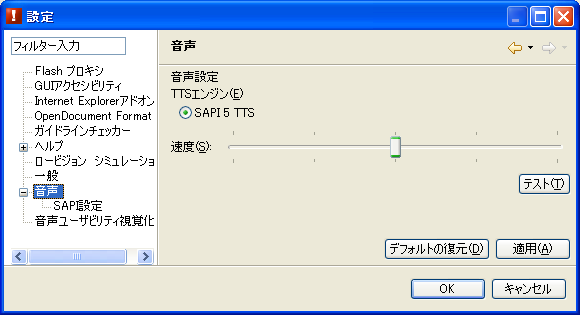 設定
フィルター入力
音声
Flash プロキシ
GUIアクセシビリティ
Internet Explorerアドオン
OpenDocument Format
ガイドラインチェッカー
ヘルプ
ロービジョン シミュレーショ
一般
音声
SAPI設定
音声ユーザビリティ視覚化
音声設定
TTSエンジン(E)
SAPI 5 TTS
速度(S):
テスト(T)
デフォルトの復元(D)
適用(A)
OK
キャンセル